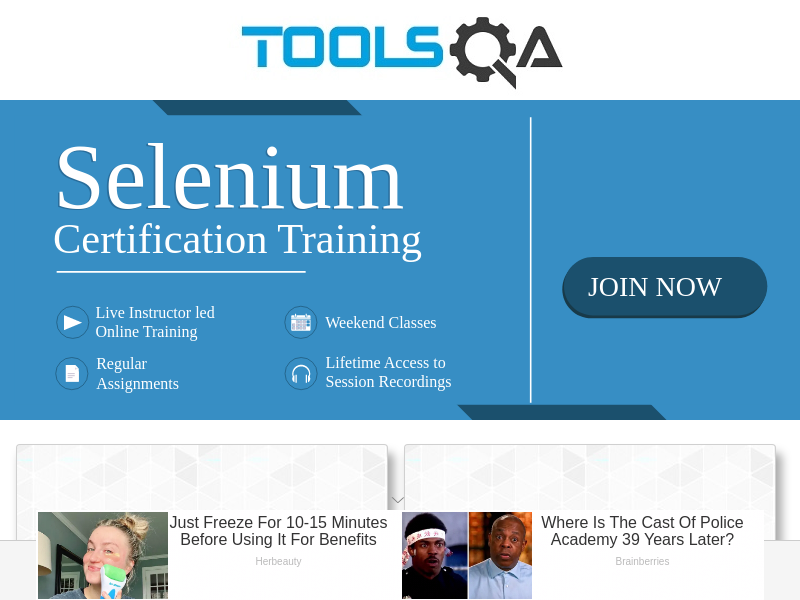 TOOLSQA
Selenium
Certification Training
Live Instructor led
Online Training
Weekend Classes
Regular
Assignments
Lifetime Access to
Session Recordings
JOIN NOW
Just Freeze For 10-15 Minutes
Before Using It For Benefits
Herbeauty
Where Is The Cast Of Police
Academy 39 Years Later?
Brainberries